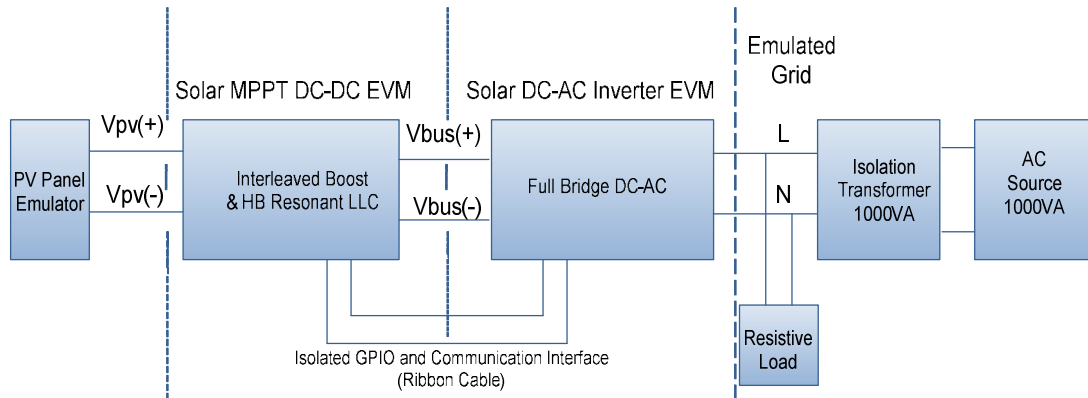 Emulated
Grid
Solar MPPT DC-DC EVM
Solar DC-AC Inverter EVM
Vpv(+)
Vbus(+)
L
PV Panel
Emulator
Interleaved Boost
& HB Resonant LLC
Full Bridge DC-AC
Isolation
Transformer
1000VA
AC
Source
1000VA
Vpv(-)
Vbus(-)
N
Resistive
Load
Isolated GPIO and Communication Interface
(Ribbon Cable)